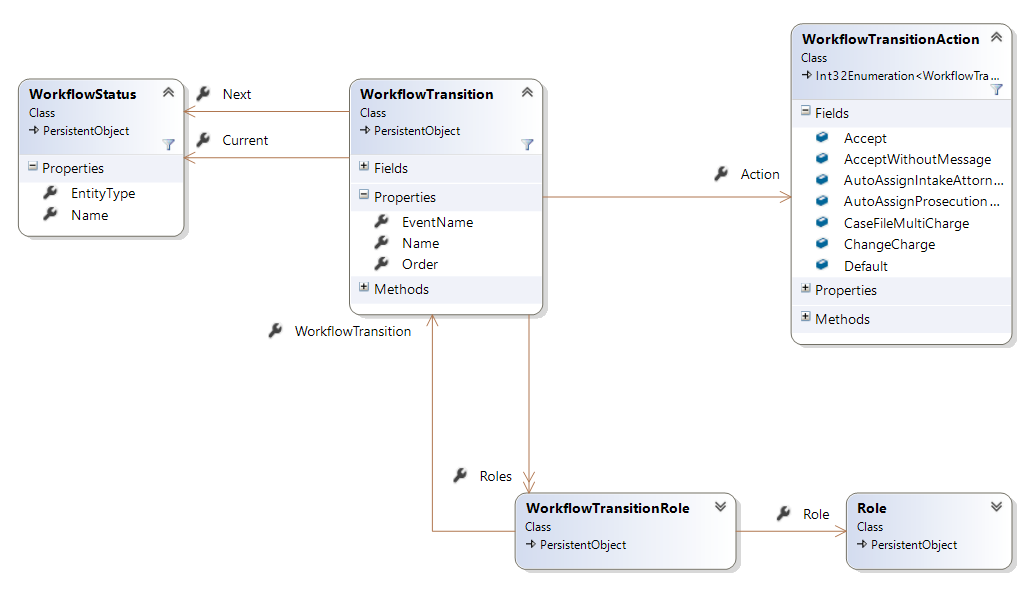 WorkflowStatus
Class
PersistentObject
Properties
EntityType
Name
Next
Current
WorkflowTransition
Class
PersistentObject
Fields
Properties
EventName
Name
Order
Methods
Action
WorkflowTransitionAction
Class
Int32Enumeration<WorkflowTra...
Fields
Accept
AcceptWithoutMessage
AutoAssignIntakeAttorn...
AutoAssignProsecution ...
CaseFileMultiCharge
ChangeCharge
Default
Properties
Methods
WorkflowTransition
Roles
WorkflowTransitionRole
Class
PersistentObject
Role
Role
Class
PersistentObject